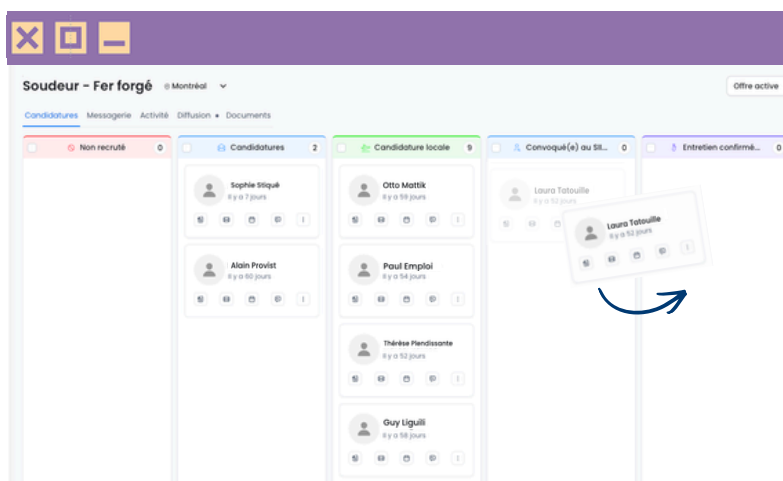 Soudeur - Fer forgé Montréal
Offre active
Candidatures Messagerie Activité Diffusion • Documents
Non recruté 0
Candidatures 2
Candidature locale 9
Convoqué(e) au SII... 0
Entretien confirmé... 0
Sophie Stiqué
Il y a 7 jours
Alain Provist
Il y a 60 jours
Otto Mattik
Il y a 59 jours
Paul Emploi
Il y a 54 jours
Thérèse Plendissante
Il y a 52 jours
Guy Liguili
Il y a 58 jours
Laura Tatouille
Il y a 52 jours
Laura Tatouille
Il y a 52 jours